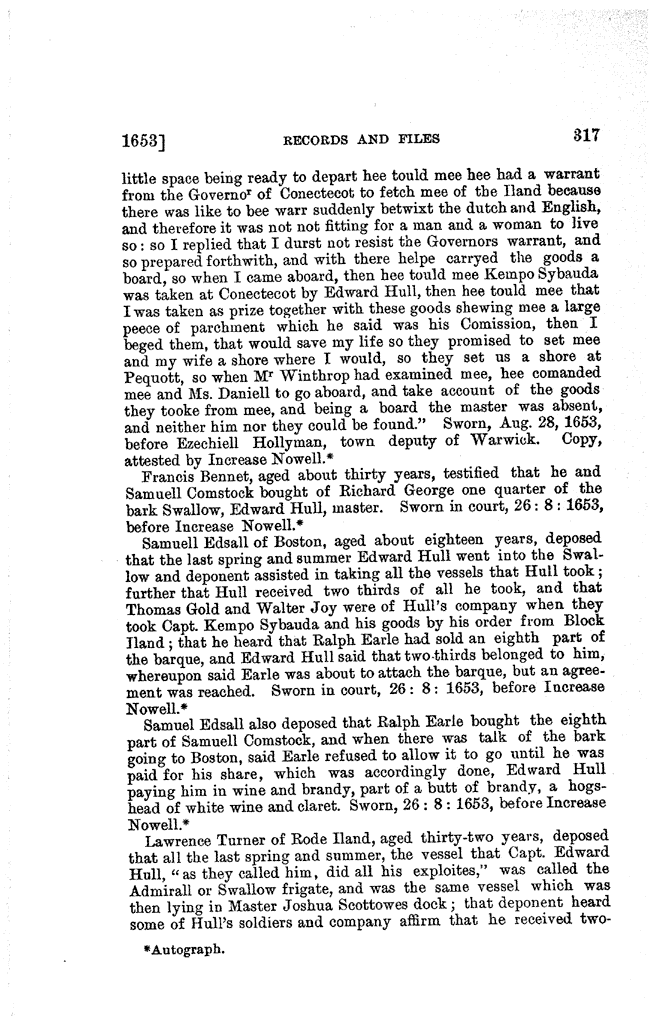 1653] RECORDS AND FILES 317
little space being ready to depart hee tould mee hee had a warrant
from the Governoʳ of Conectecot to fetch mee of the Iland because
there was like to bee warr suddenly betwixt the dutch and English,
and therefore it was not not fitting for a man and a woman to live
so: so I replied that I durst not resist the Governors warrant, and
so prepared forthwith, and with there helpe carryed the goods a
board, so when I came aboard, then hee tould mee Kempo Sybauda
was taken at Conectecot by Edward Hull, then hee tould mee that
I was taken as prize together with these goods shewing mee a large
peece of parchment which he said was his Comission, then I
beged them, that would save my life so they promised to set mee
and my wife a shore where I would, so they set us a shore at
Pequott, so when Mʳ Winthrop had examined mee, hee comanded
mee and Ms. Daniell to go aboard, and take account of the goods
they tooke from mee, and being a board the master was absent,
and neither him nor they could be found." Sworn, Aug. 28, 1653,
before Ezechiell Hollyman, town deputy of Warwick. Copy,
attested by Increase Nowell.*
Francis Bennet, aged about thirty years, testified that he and
Samuell Comstock bought of Richard George one quarter of the
bark Swallow, Edward Hull, master. Sworn in court, 26: 8: 1653,
before Increase Nowell.*
Samuell Edsall of Boston, aged about eighteen years, deposed
that the last spring and summer Edward Hull went into the Swal-
low and deponent assisted in taking all the vessels that Hull took;
further that Hull received two thirds of all he took, and that
Thomas Gold and Walter Joy were of Hull's company when they
took Capt. Kempo Sybauda and his goods by his order from Block
Iland; that he heard that Ralph Earle had sold an eighth part of
the barque, and Edward Hull said that two-thirds belonged to him,
whereupon said Earle was about to attach the barque, but an agree-
ment was reached. Sworn in court, 26: 8: 1653, before Increase
Nowell.*
Samuel Edsall also deposed that Ralph Earle bought the eighth
part of Samuell Comstock, and when there was talk of the bark
going to Boston, said Earle refused to allow it to go until he was
paid for his share, which was accordingly done, Edward Hull
paying him in wine and brandy, part of a butt of brandy, a hogs-
head of white wine and claret. Sworn, 26: 8: 1653, before Increase
Nowell.*
Lawrence Turner of Rode Iland, aged thirty-two years, deposed
that all the last spring and summer, the vessel that Capt. Edward
Hull, "as they called him, did all his exploites," was called the
Admirall or Swallow frigate, and was the same vessel which was
then lying in Master Joshua Scottowes dock; that deponent heard
some of Hull's soldiers and company affirm that he received two-
*Autograph.